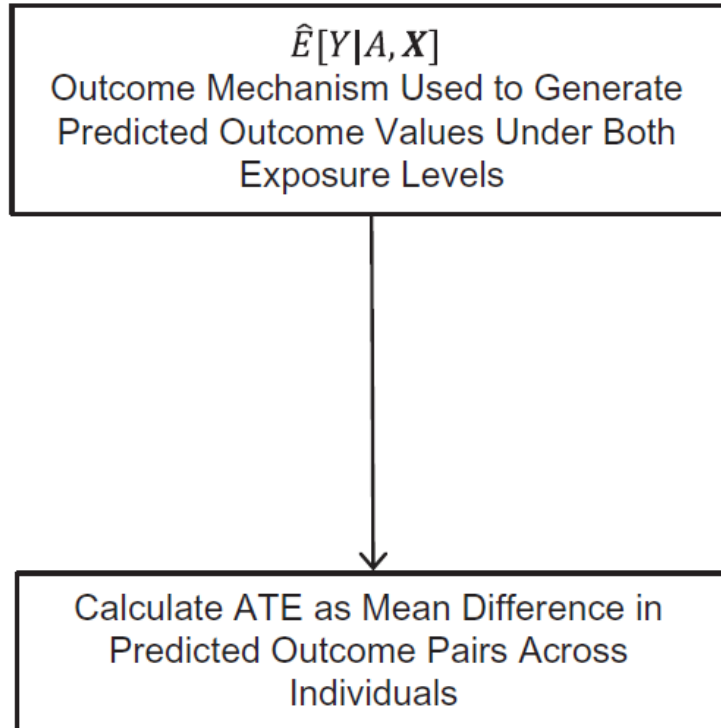 Ê[Y|A, X]
Outcome Mechanism Used to Generate
Predicted Outcome Values Under Both
Exposure Levels
Calculate ATE as Mean Difference in
Predicted Outcome Pairs Across
Individuals